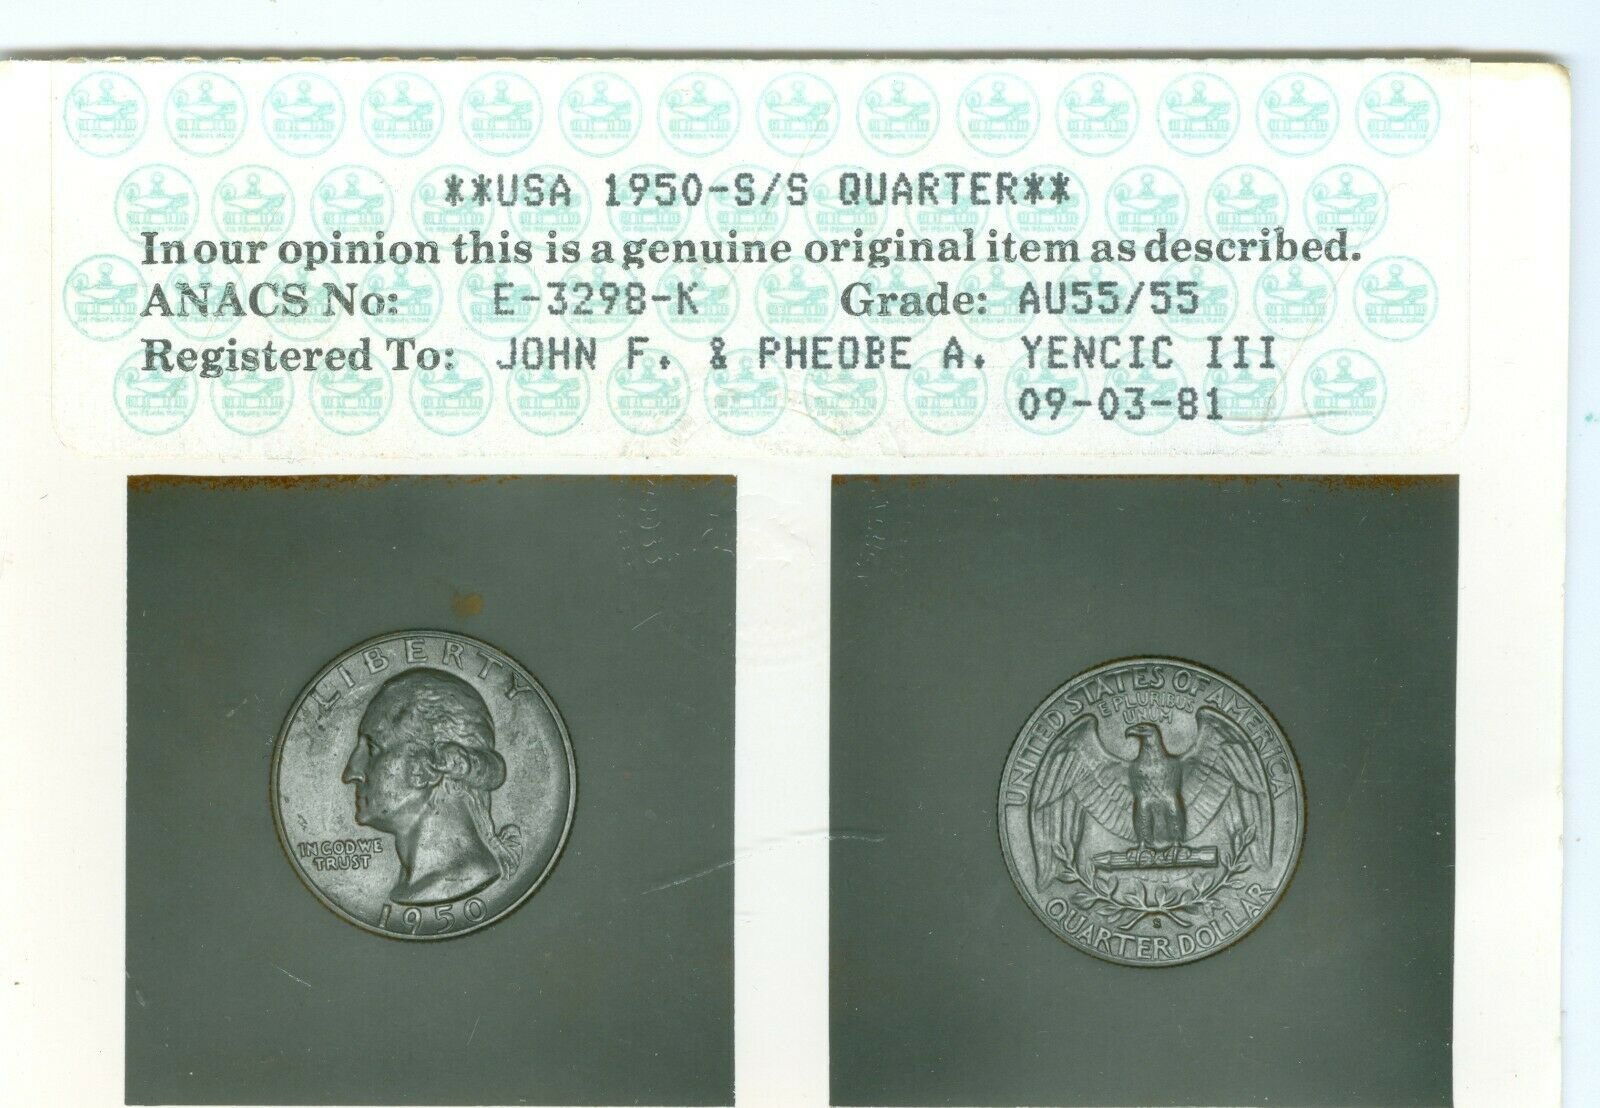 **USA 1950-S/S QUARTER**
In our opinion this is a genuine original item as described.
ANACS No: E-3298-K Grade: AU55/55
Registered To: JOHN F. & PHEOBE A. YENCIC III
09-03-81
LIBERTY
IN GOD WE
TRUST
1950
UNITED STATES OF AMERICA
E PLURIBUS
UNUM
S
QUARTER DOLLAR